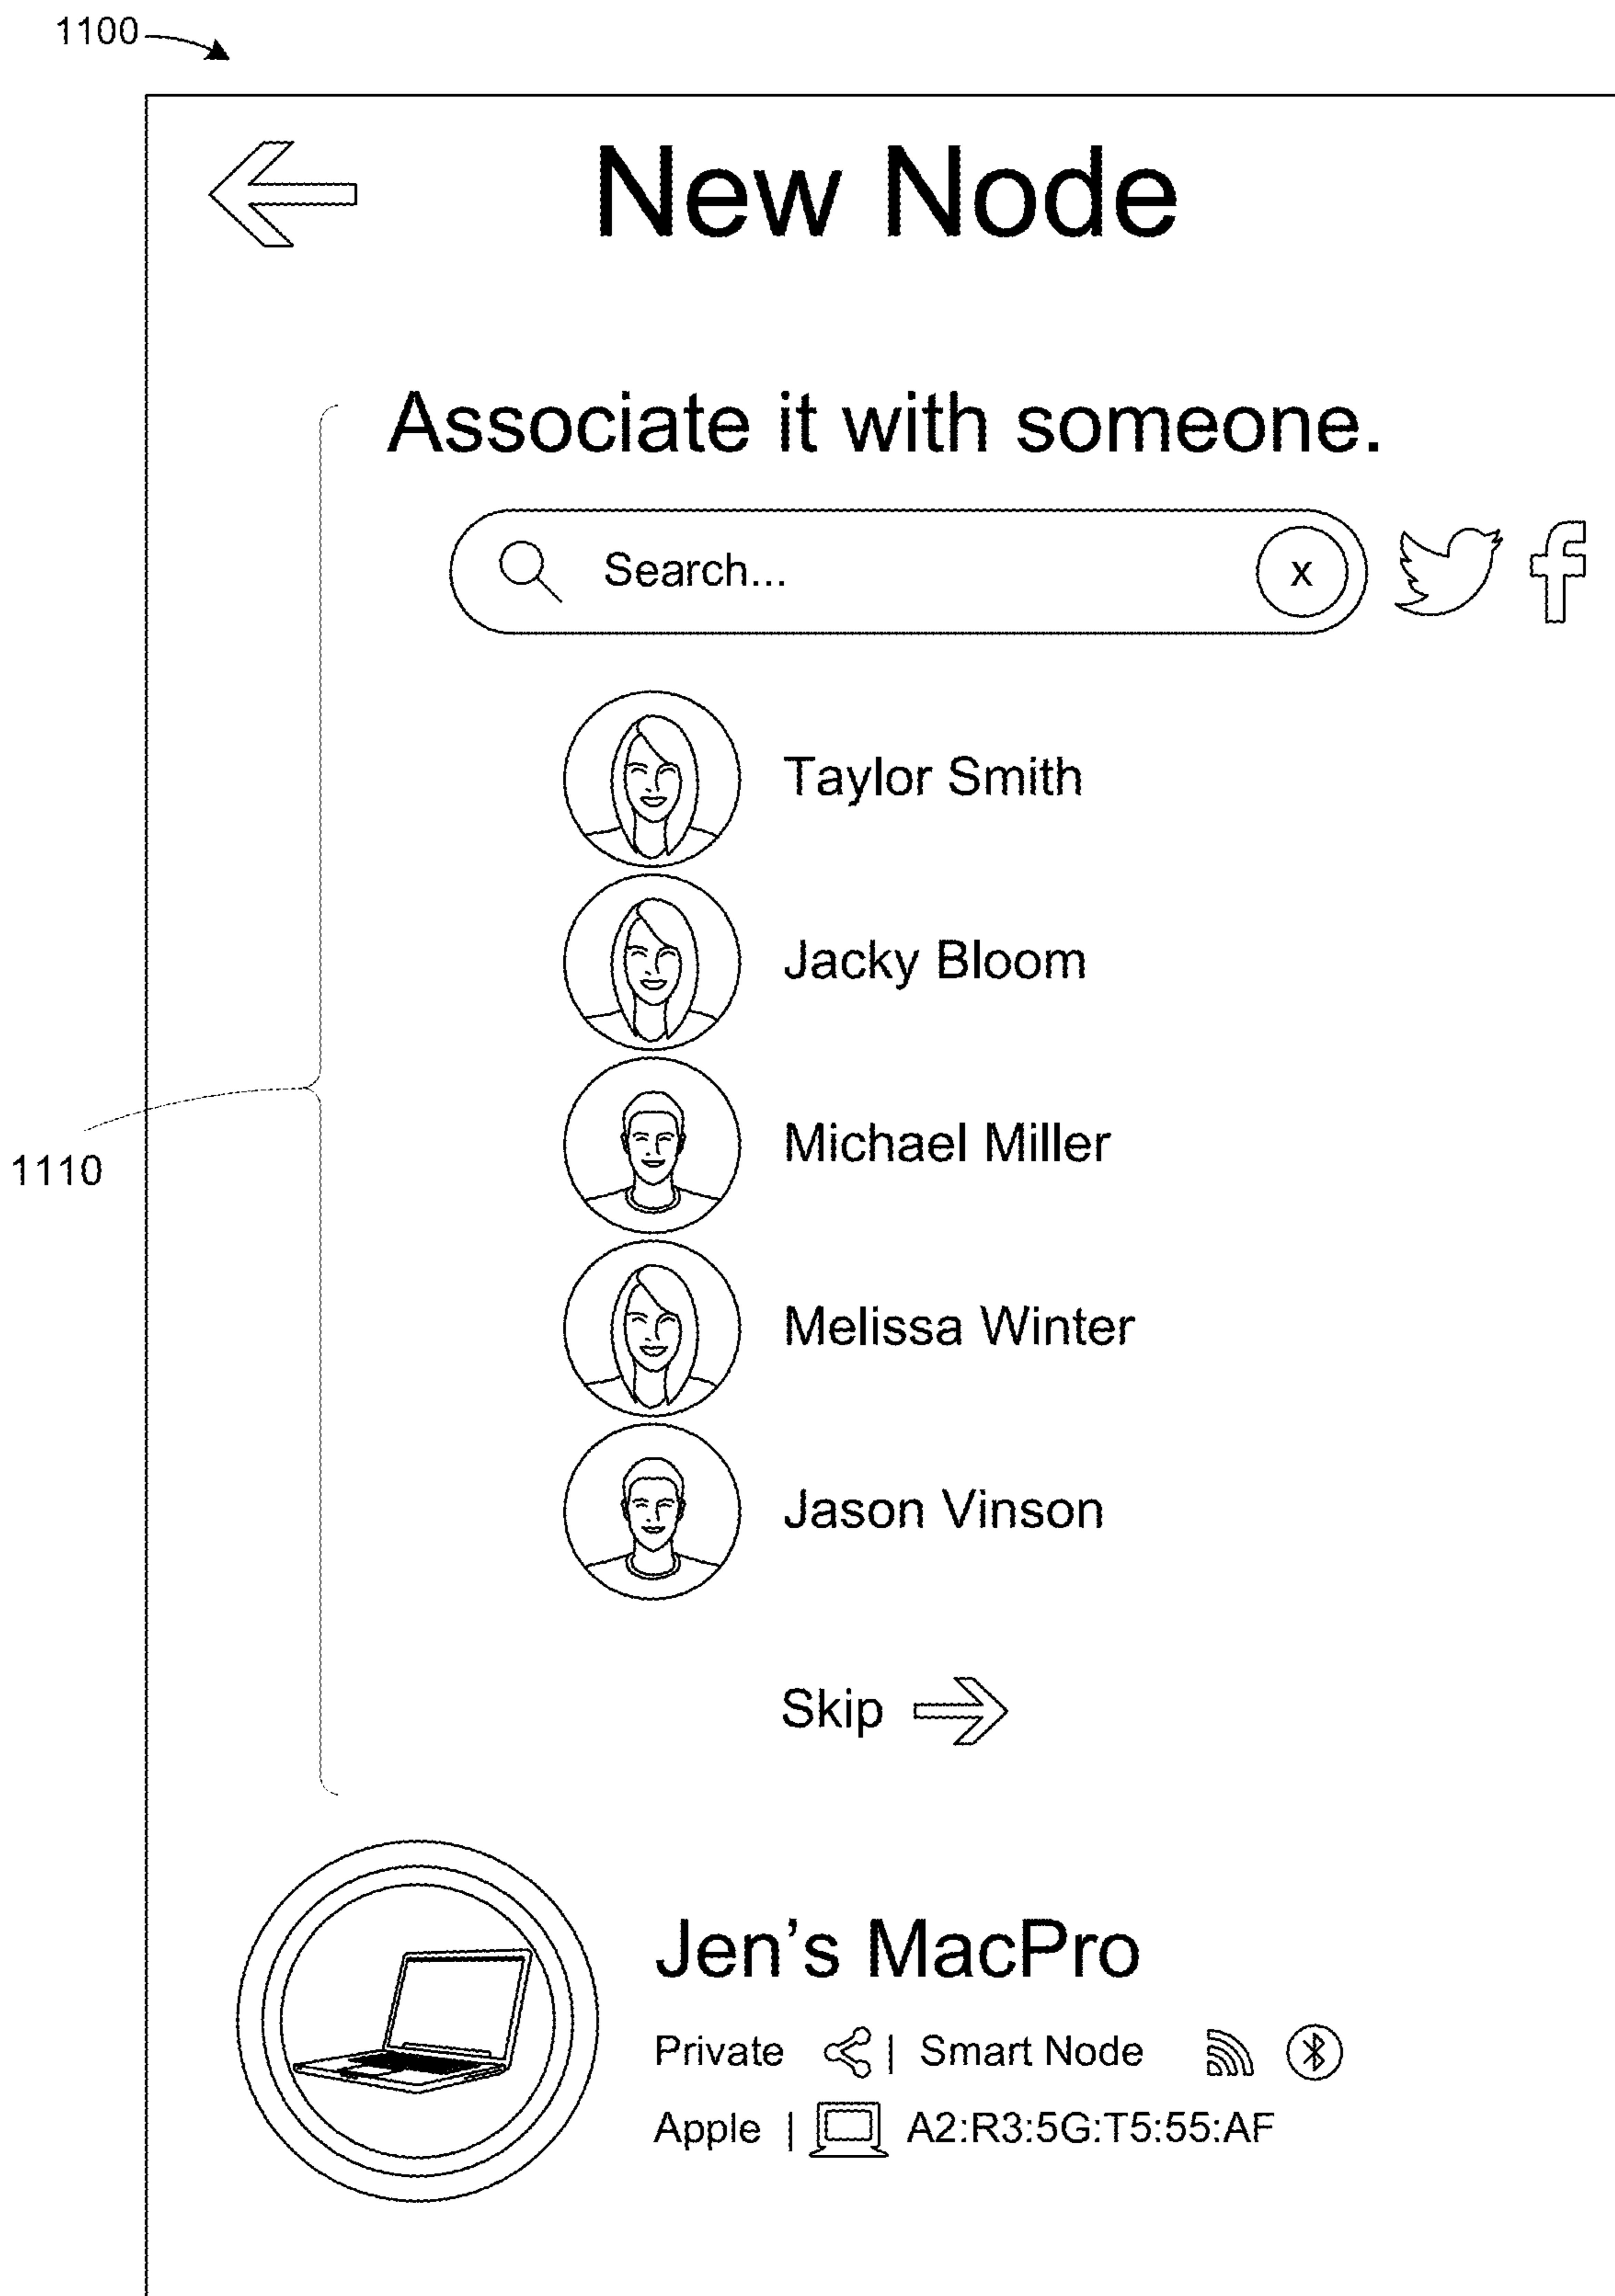 1100
New Node
Associate it with someone.
Search... x
Taylor Smith
Jacky Bloom
Michael Miller
1110
Melissa Winter
Jason Vinson
Skip
Jen's MacPro
Private | Smart Node
Apple | A2:R3:5G:T5:55:AF